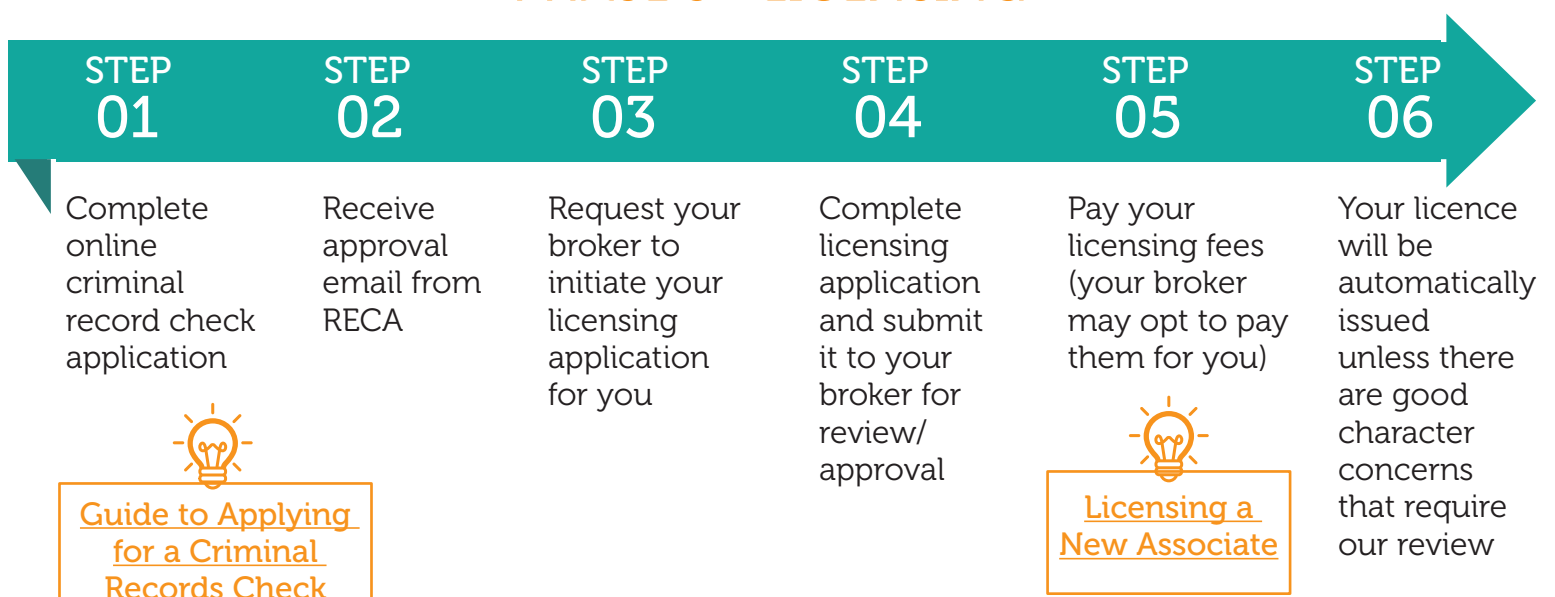 STEP
01
STEP
02
STEP
03
STEP
04
STEP
05
STEP
06
Complete
online
criminal
record check
application
Receive
approval
email from
RECA
Request your
broker to
initiate your
licensing
application
for you
Complete
licensing
application
and submit
it to your
broker for
review/
approval
Pay your
licensing fees
(your broker
may opt to pay
them for you)
Your licence
will be
automatically
issued
unless there
are good
character
concerns
that require
our review
Guide to Applying
for a Criminal
Records Check
Licensing a
New Associate